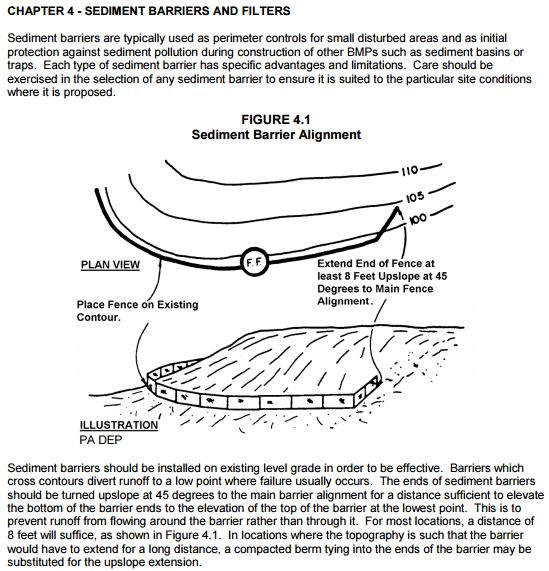 CHAPTER 4 - SEDIMENT BARRIERS AND FILTERS
Sediment barriers are typically used as perimeter controls for small disturbed areas and as initial
protection against sediment pollution during construction of other BMPs such as sediment basins or
traps. Each type of sediment barrier has specific advantages and limitations. Care should be
exercised in the selection of any sediment barrier to ensure it is suited to the particular site conditions
where it is proposed.
FIGURE 4.1
Sediment Barrier Alignment
110
105
100
F.F.
PLAN VIEW
Extend End of Fence at
least 8 Feet Upslope at 45
Degrees to Main Fence
Alignment.
Place Fence on Existing
Contour.
ILLUSTRATION
PA DEP
Sediment barriers should be installed on existing level grade in order to be effective. Barriers which
cross contours divert runoff to a low point where failure usually occurs. The ends of sediment barriers
should be turned upslope at 45 degrees to the main barrier alignment for a distance sufficient to elevate
the bottom of the barrier ends to the elevation of the top of the barrier at the lowest point. This is to
prevent runoff from flowing around the barrier rather than through it. For most locations, a distance of
8 feet will suffice, as shown in Figure 4.1. In locations where the topography is such that the barrier
would have to extend for a long distance, a compacted berm tying into the ends of the barrier may be
substituted for the upslope extension.